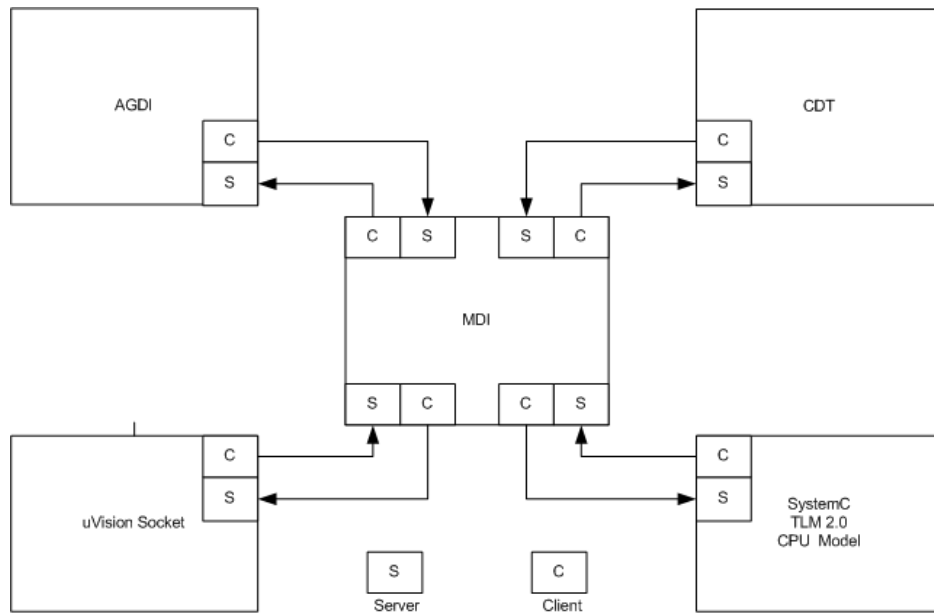 AGDI
CDT
C
C
S
S
C
S
S
C
MDI
S
C
C
S
C
C
S
S
uVision Socket
SystemC
TLM 2.0
CPU Model
S
C
Server
Client